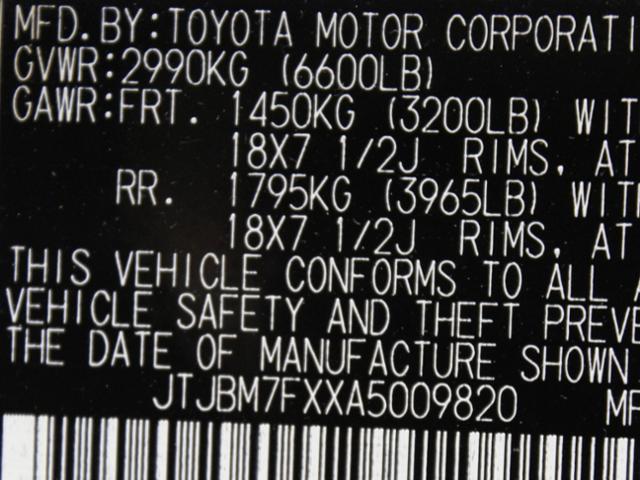 MFD.BY:TOYOTA MOTOR CORPORATI
GVWR:2990KG (6600LB)
GAWR:FRT. 1450KG (3200LB) WIT
18X7 1/2J RIMS, AT
RR. 1795KG (3965LB) WIT
18X7 1/2J RIMS, AT
THIS VEHICLE CONFORMS TO ALL A
VEHICLE SAFETY AND THEFT PREVE
THE DATE OF MANUFACTURE SHOWN
JTJBM7FXXA5009820 MP